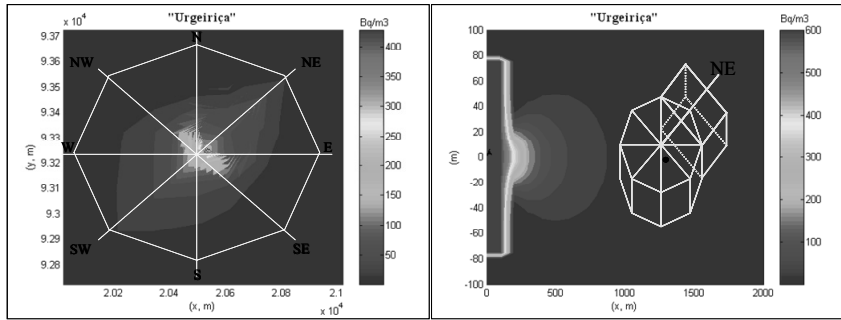 "Urgeiriça"
Bq/m3
x 10⁴
9.37
9.36
9.35
9.34
9.33
9.32
9.31
9.3
9.29
9.28
(y, m)
N
NE
E
SE
S
SW
W
NW
2.02
2.04
2.06
2.08
2.1
x 10⁴
(x, m)
400
350
300
250
200
150
100
50
"Urgeiriça"
Bq/m3
100
80
60
40
20
0
-20
-40
-60
-80
-100
(m)
NE
0
500
1000
1500
2000
(x, m)
600
500
400
300
200
100